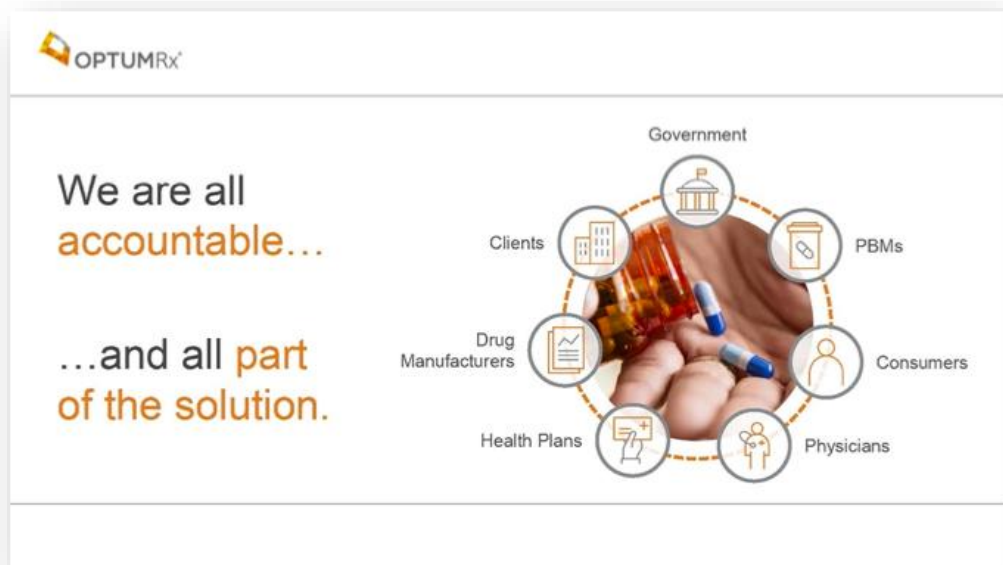 OPTUMRx®
We are all
accountable…
…and all part
of the solution.
Government
PBMs
Consumers
Physicians
Health Plans
Drug
Manufacturers
Clients